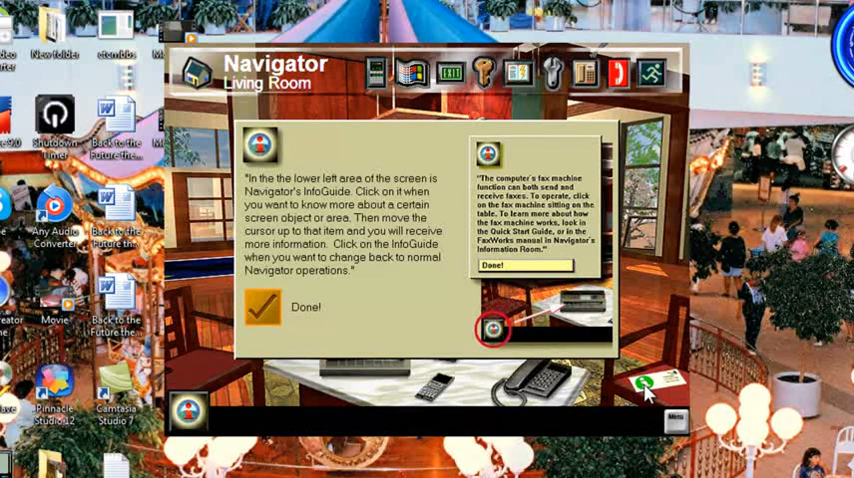 New folder
ctombbs
Navigator
Living Room
EXIT
"In the the lower left area of the screen is
Navigator's InfoGuide. Click on it when
you want to know more about a certain
screen object or area. Then move the
cursor up to that item and you will receive
more information. Click on the InfoGuide
when you want to change back to normal
Navigator operations."
Done!
"The computer's fax machine
function can both send and
receive faxes. To operate, click
on the fax machine sitting on the
table. To learn more about how
the fax machine works, look in
the Quick Start Guide, or in the
FaxWorks manual in Navigator's
Information Room."
Done!
Menu
Shutdown
Timer
Back to the
Future the...
Any Audio
Converter
Back to the
Future th...
Movie
Back to the
Future the...
Pinnacle
Studio 12
Camtasia
Studio 7